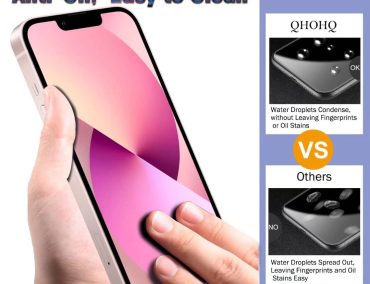 Anti-Oil, Easy to Clean
QHOHQ
OK
Water Droplets Condense,
without Leaving Fingerprints
or Oil Stains
VS
Others
NO
Water Droplets Spread Out,
Leaving Fingerprints and Oil
Stains Easy